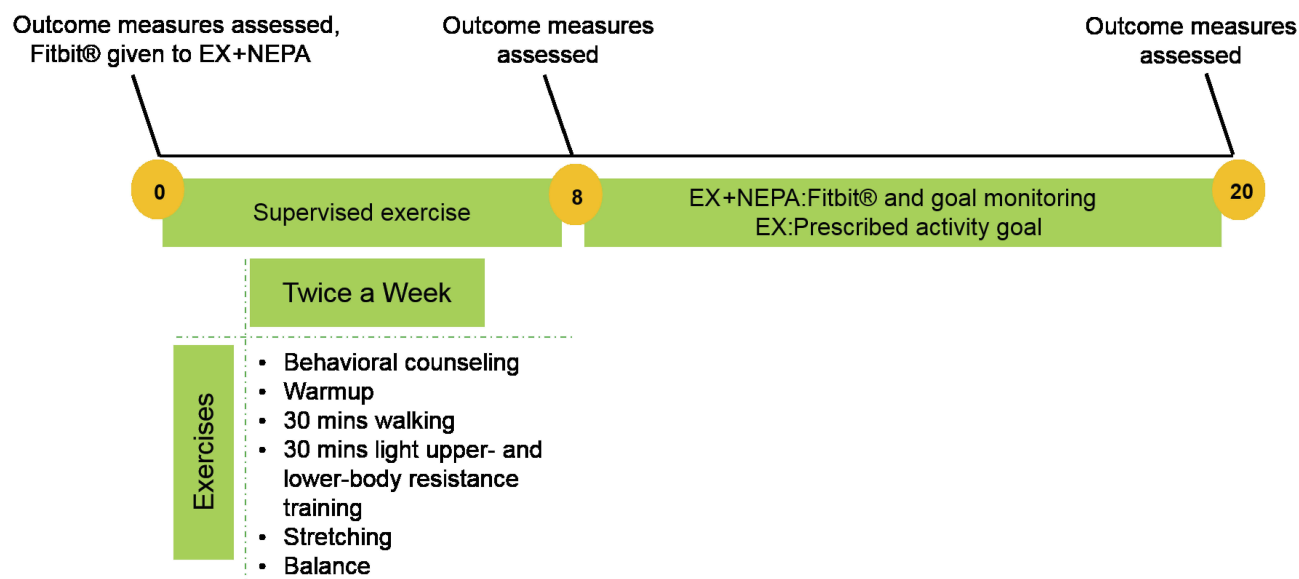 Outcome measures assessed,
Fitbit® given to EX+NEPA
Outcome measures
assessed
Outcome measures
assessed
0
8
20
Supervised exercise
EX+NEPA:Fitbit® and goal monitoring
EX:Prescribed activity goal
Twice a Week
Exercises
• Behavioral counseling
• Warmup
• 30 mins walking
• 30 mins light upper- and
lower-body resistance
training
• Stretching
• Balance